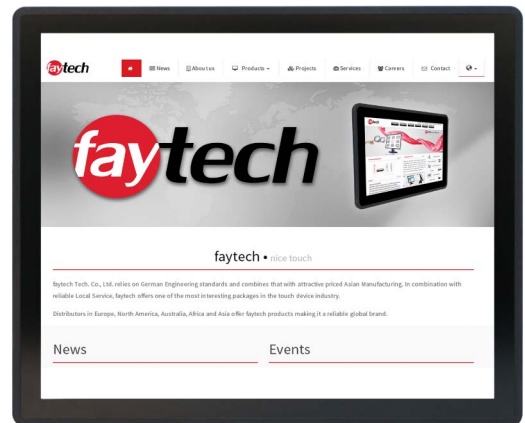 faytech
News
About us
Products
Projects
Services
Careers
Contact
faytech
faytech • nice touch
faytech Tech. Co., Ltd. relies on German Engineering standards and combines that with attractive priced Asian Manufacturing. In combination with
reliable Local Service, faytech offers one of the most interesting packages in the touch device industry.
Distributors in Europe, North America, Australia, Africa and Asia offer faytech products making it a reliable global brand.
News
Events